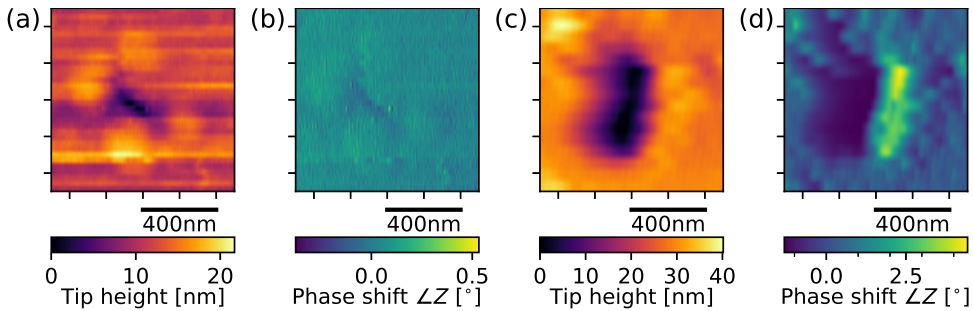 (a) (b) (c) (d)
400nm 400nm 400nm 400nm
0 10 20 0.0 0.5 0 10 20 30 40 0.0 2.5
Tip height [nm] Phase shift ∠Z [°] Tip height [nm] Phase shift ∠Z [°]